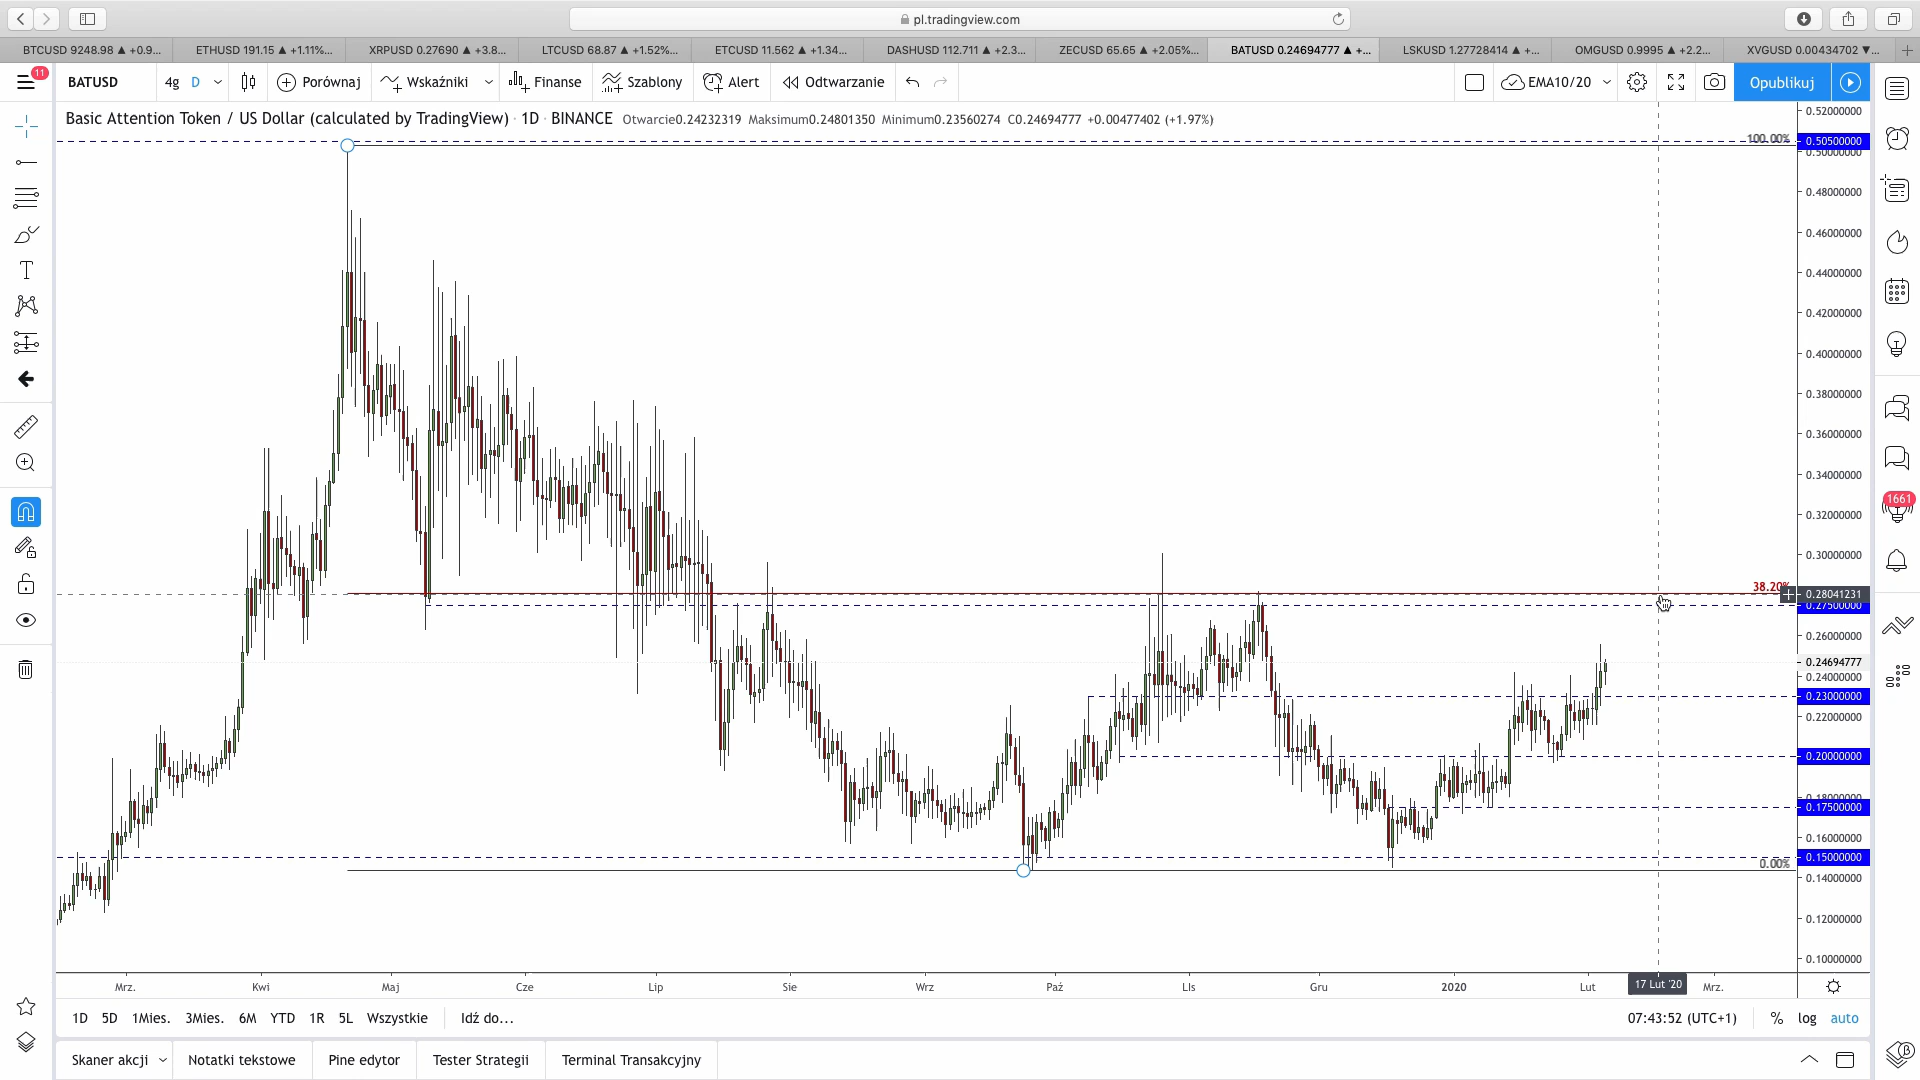 pl.tradingview.com
BTCUSD 9248.98 ▲ +0.9...
ETHUSD 191.15 ▲ +1.11%...
XRPUSD 0.27690 ▲ +3.8...
LTCUSD 68.87 ▲ +1.52%...
ETCUSD 11.562 ▲ +1.34...
DASHUSD 112.711 ▲ +2.3...
ZECUSD 65.65 ▲ +2.05%...
BATUSD 0.24694777 ▲ +...
LSKUSD 1.27728414 ▲ +...
OMGUSD 0.9995 ▲ +2.2...
XVGUSD 0.00434702 ▼...
11
BATUSD
4g
D
Porównaj
Wskaźniki
Finanse
Szablony
Alert
Odtwarzanie
EMA10/20
Opublikuj
Basic Attention Token / US Dollar (calculated by TradingView) · 1D · BINANCE
Otwarcie0.24232319 Maksimum0.24801350 Minimum0.23560274 C0.24694777 +0.00477402 (+1.97%)
0.52000000
100.00%
0.50500000
0.50000000
0.48000000
0.46000000
0.44000000
0.42000000
0.40000000
0.38000000
0.36000000
0.34000000
0.32000000
0.30000000
38.20%
0.28041231
0.27500000
0.26000000
0.24694777
0.24000000
0.23000000
0.22000000
0.20000000
0.18000000
0.17500000
0.16000000
0.15000000
0.00%
0.14000000
0.12000000
0.10000000
1661
Mrz.
Kwi
Maj
Cze
Lip
Sie
Wrz
Paź
LIs
Gru
2020
Lut
17 Lut '20
Mrz.
1D
5D
1Mies.
3Mies.
6M
YTD
1R
5L
Wszystkie
Idź do...
07:43:52 (UTC+1)
%
log
auto
Skaner akcji
Notatki tekstowe
Pine edytor
Tester Strategii
Terminal Transakcyjny